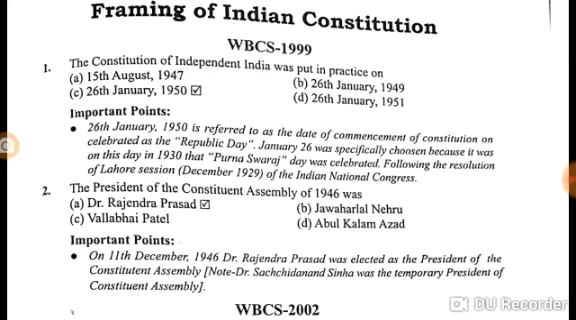 Framing of Indian Constitution
WBCS-1999
1. The Constitution of Independent India was put in practice on
(a) 15th August, 1947 (b) 26th January, 1949
(c) 26th January, 1950 ☑ (d) 26th January, 1951
Important Points:
• 26th January, 1950 is referred to as the date of commencement of constitution on
celebrated as the "Republic Day". January 26 was specifically choosen because it was
on this day in 1930 that "Purna Swaraj" day was celebrated. Following the resolution
of Lahore session (December 1929) of the Indian National Congress.
2. The President of the Constituent Assembly of 1946 was
(a) Dr. Rajendra Prasad ☑ (b) Jawaharlal Nehru
(c) Vallabhai Patel (d) Abul Kalam Azad
Important Points:
• On 11th December, 1946 Dr. Rajendra Prasad was elected as the President of the
Constitutent Assembly [Note-Dr. Sachchidanand Sinha was the temporary President of
Constituent Assembly].
WBCS-2002
DU Recorder